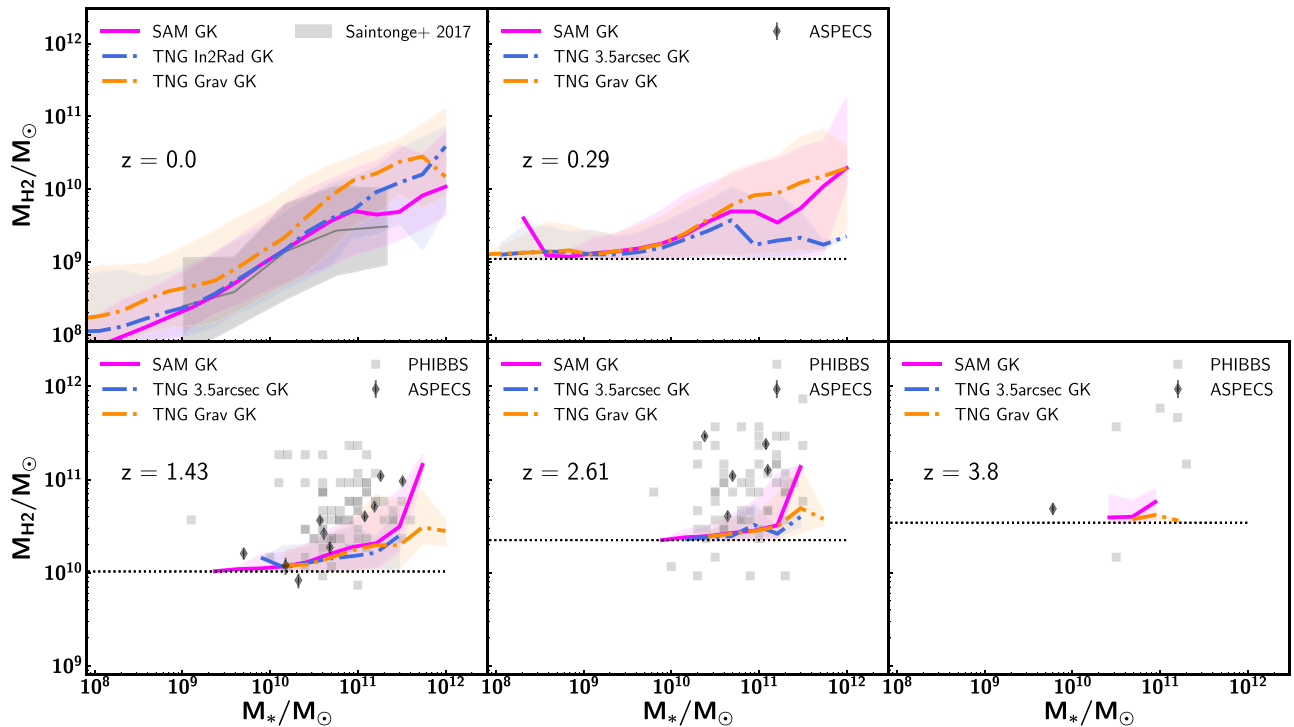 SAM GK
TNG In2Rad GK
TNG Grav GK
Saintonge+ 2017
z = 0.0
10^12
10^11
10^10
10^9
10^8
M_H2/M_⊙
SAM GK
TNG 3.5arcsec GK
TNG Grav GK
ASPECS
z = 0.29
SAM GK
TNG 3.5arcsec GK
TNG Grav GK
PHIBBS
ASPECS
z = 1.43
10^12
10^11
10^10
10^9
M_H2/M_⊙
10^8 10^9 10^10 10^11 10^12
M_*/M_⊙
SAM GK
TNG 3.5arcsec GK
TNG Grav GK
PHIBBS
ASPECS
z = 2.61
10^8 10^9 10^10 10^11 10^12
M_*/M_⊙
SAM GK
TNG 3.5arcsec GK
TNG Grav GK
PHIBBS
ASPECS
z = 3.8
10^8 10^9 10^10 10^11 10^12
M_*/M_⊙